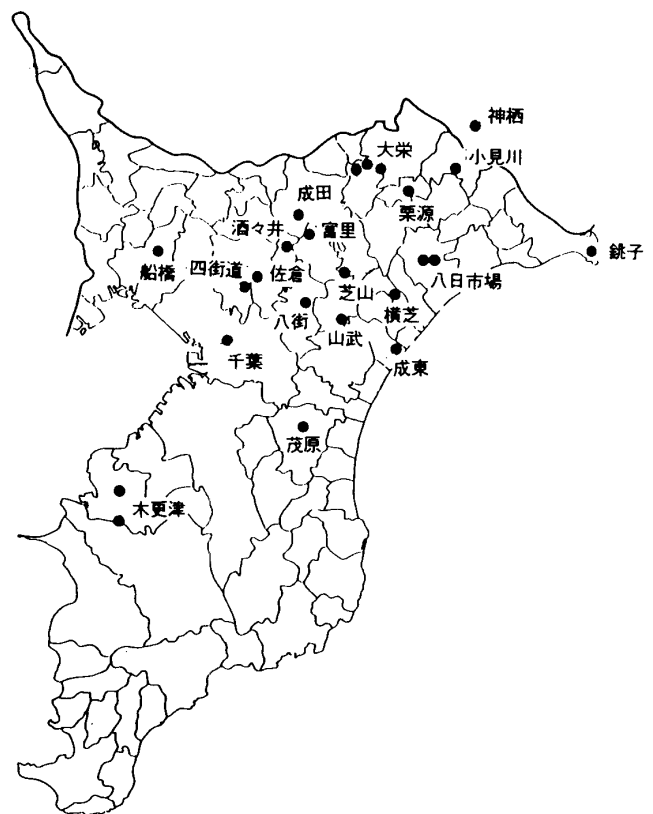 神栖
大栄
小見川
成田
栗源
酒々井
富里
銚子
船橋
四街道
佐倉
芝山
八日市場
八街
横芝
山武
千葉
成東
茂原
木更津